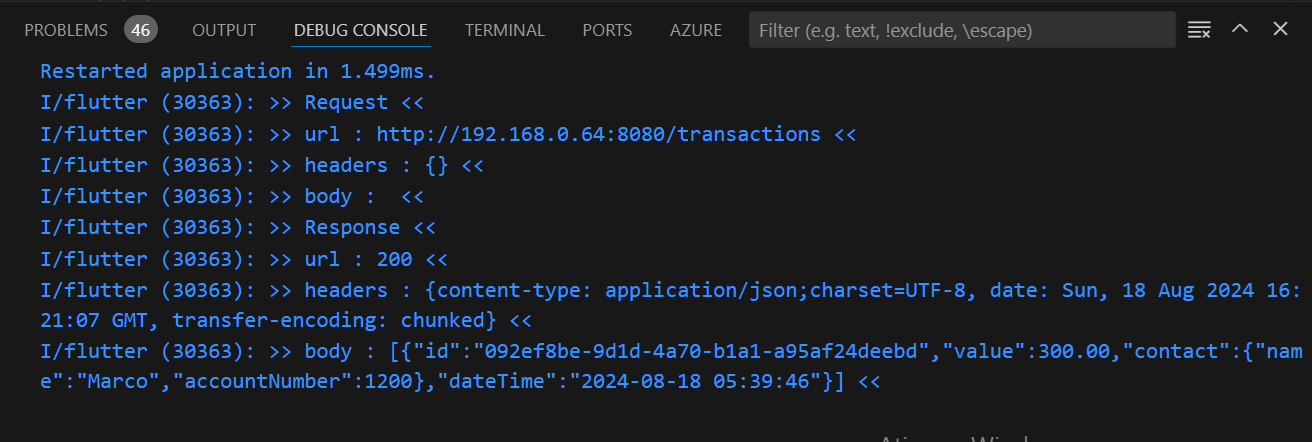 PROBLEMS 46 OUTPUT DEBUG CONSOLE TERMINAL PORTS AZURE Filter (e.g. text, !exclude, \escape)
Restarted application in 1.499ms.
I/flutter (30363): >> Request <<
I/flutter (30363): >> url : http://192.168.0.64:8080/transactions <<
I/flutter (30363): >> headers : {} <<
I/flutter (30363): >> body :  <<
I/flutter (30363): >> Response <<
I/flutter (30363): >> url : 200 <<
I/flutter (30363): >> headers : {content-type: application/json;charset=UTF-8, date: Sun, 18 Aug 2024 16:
21:07 GMT, transfer-encoding: chunked} <<
I/flutter (30363): >> body : [{"id":"092ef8be-9d1d-4a70-b1a1-a95af24deebd","value":300.00,"contact":{"nam
e":"Marco","accountNumber":1200},"dateTime":"2024-08-18 05:39:46"}] <<